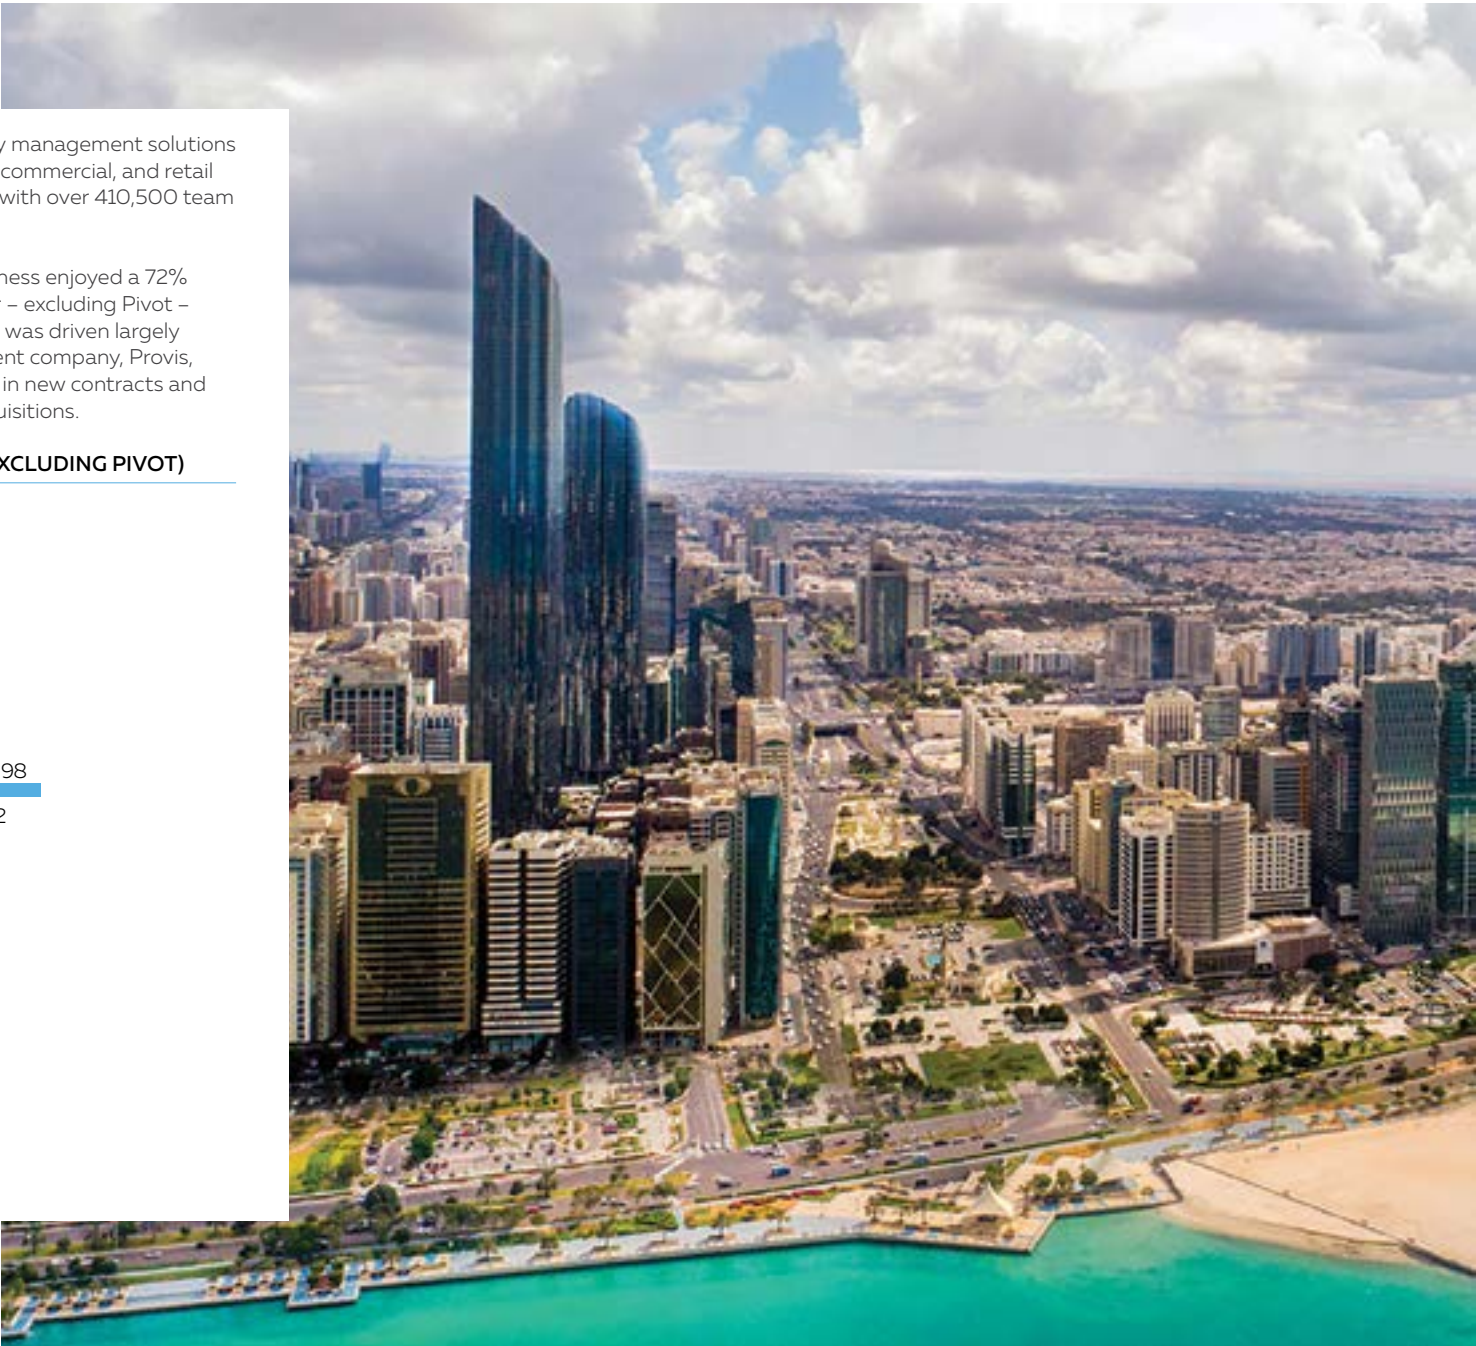 y management solutions
commercial, and retail
with over 410,500 team
ness enjoyed a 72%
– excluding Pivot –
was driven largely
ent company, Provis,
in new contracts and
uisitions.
XCLUDING PIVOT)
98
2